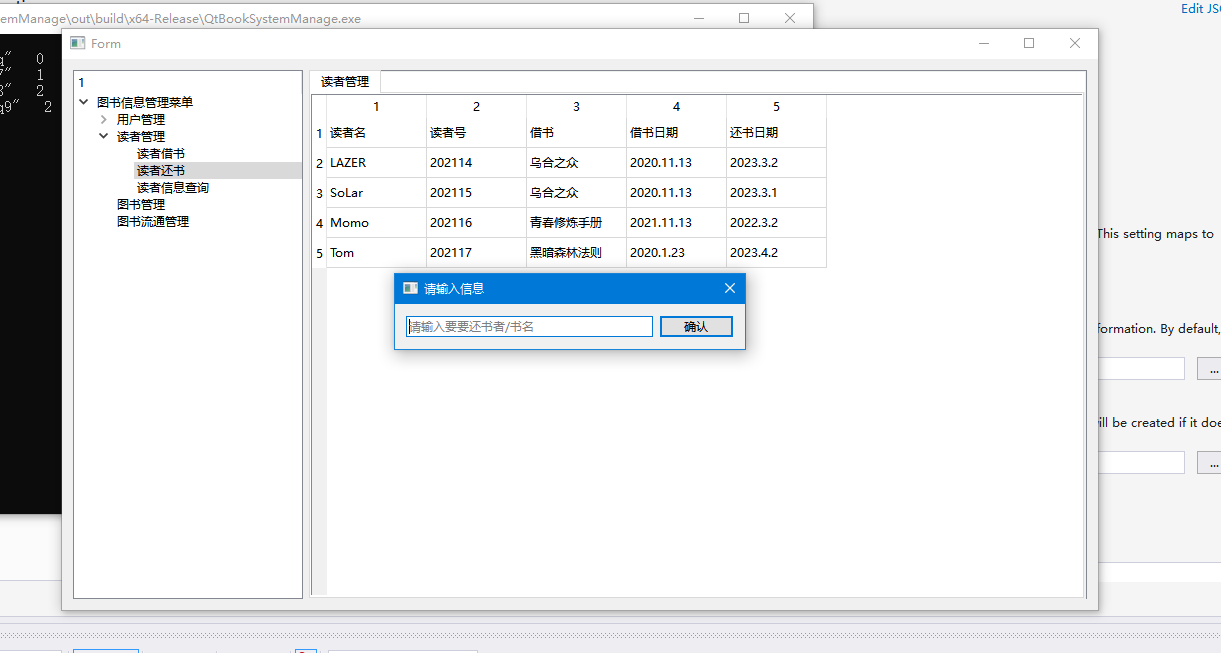 Edit JS
emManage\out\build\x64-Release\QtBookSystemManage.exe
Form
q" 0
7" 1
8" 2
q9" 2
1
图书信息管理菜单
用户管理
读者管理
读者借书
读者还书
读者信息查询
图书管理
图书流通管理
读者管理
1 2 3 4 5
1 读者名 读者号 借书 借书日期 还书日期
2 LAZER 202114 乌合之众 2020.11.13 2023.3.2
3 SoLar 202115 乌合之众 2020.11.13 2023.3.1
4 Momo 202116 青春修炼手册 2021.11.13 2022.3.2
5 Tom 202117 黑暗森林法则 2020.1.23 2023.4.2
请输入信息
请输入要要还书者/书名
确认
This setting maps to
formation. By default,
...
ill be created if it doe
...